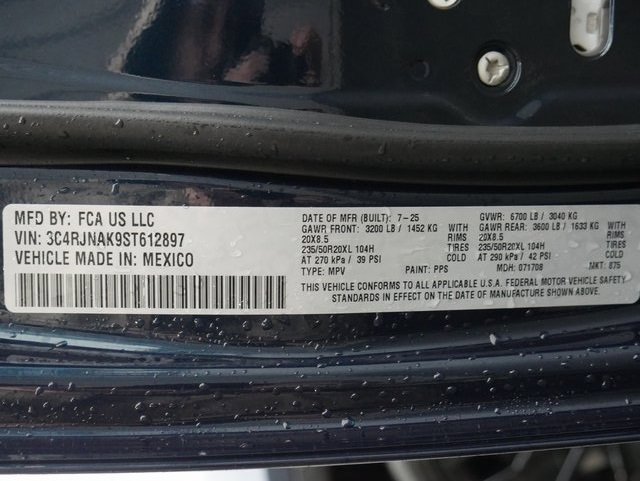 MFD BY: FCA US LLC
VIN: 3C4RJNAK9ST612897
VEHICLE MADE IN: MEXICO
DATE OF MFR (BUILT): 7-25 GVWR: 6700 LB / 3040 KG
GAWR FRONT: 3200 LB / 1452 KG WITH GAWR REAR: 3600 LB / 1633 KG WITH
20X8.5 RIMS 20X8.5 RIMS
235/50R20XL 104H TIRES 235/50R20XL 104H TIRES
AT 270 kPa / 39 PSI COLD AT 290 kPa / 42 PSI COLD
TYPE: MPV PAINT: PPS MDH: 071708 MKT: 875
THIS VEHICLE CONFORMS TO ALL APPLICABLE U.S.A. FEDERAL MOTOR VEHICLE SAFETY
STANDARDS IN EFFECT ON THE DATE OF MANUFACTURE SHOWN ABOVE.